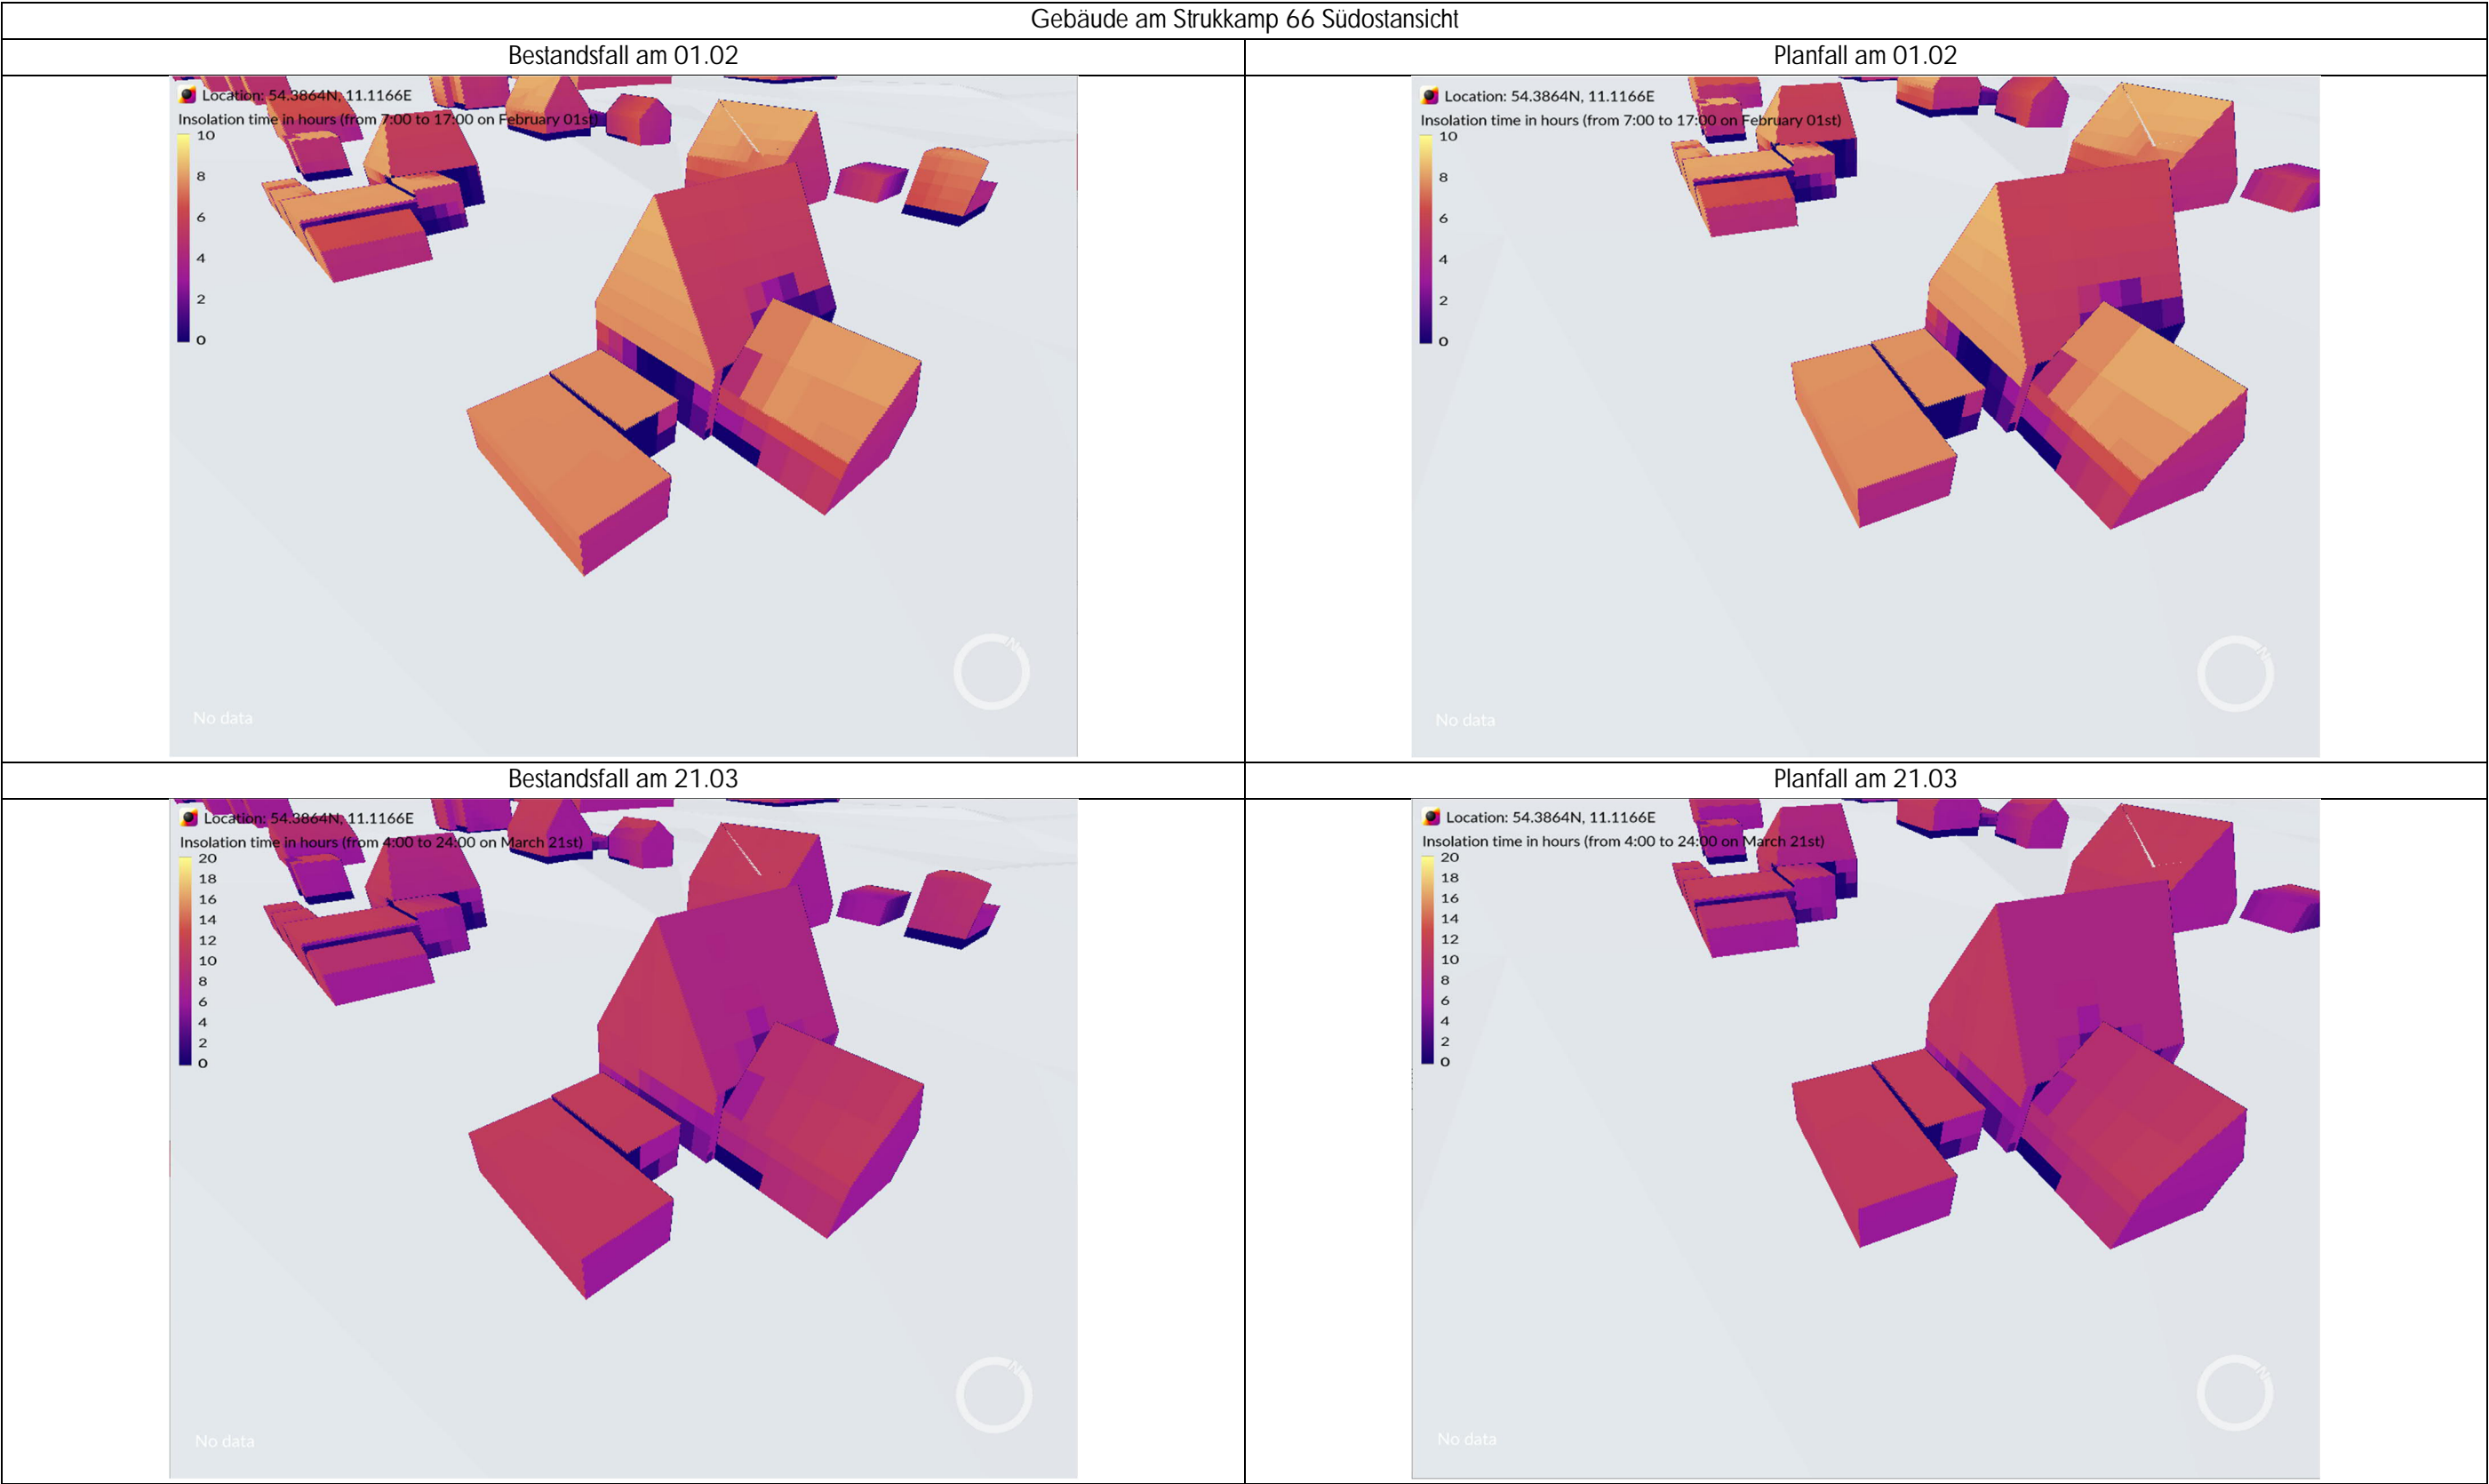 Gebäude am Strukkamp 66 Südostansicht
Bestandsfall am 01.02
Planfall am 01.02
Location: 54.3864N, 11.1166E
Insolation time in hours (from 7:00 to 17:00 on February 01st)
10
8
6
4
2
0
N
No data
Location: 54.3864N, 11.1166E
Insolation time in hours (from 7:00 to 17:00 on February 01st)
10
8
6
4
2
0
N
No data
Bestandsfall am 21.03
Planfall am 21.03
Location: 54.3864N, 11.1166E
Insolation time in hours (from 4:00 to 24:00 on March 21st)
20
18
16
14
12
10
8
6
4
2
0
N
No data
Location: 54.3864N, 11.1166E
Insolation time in hours (from 4:00 to 24:00 on March 21st)
20
18
16
14
12
10
8
6
4
2
0
N
No data